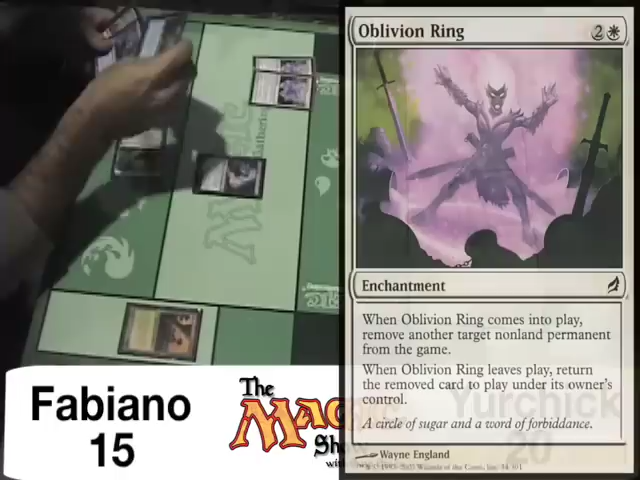 Oblivion Ring 2
Enchantment
When Oblivion Ring comes into play,
remove another target nonland permanent
from the game.
When Oblivion Ring leaves play, return
the removed card to play under its owner's
control.
A circle of sugar and a word of forbiddance.
Wayne England
Fabiano
15
The
Magic
Show
Yurchick
20